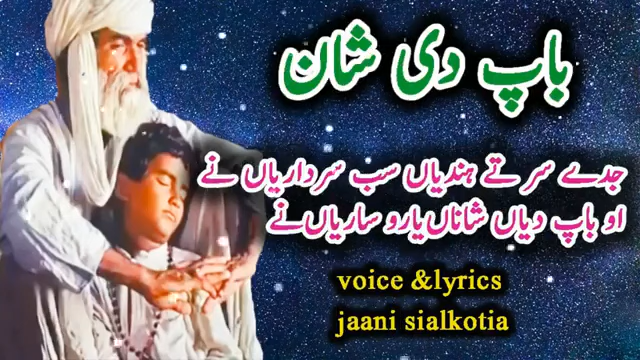 باپ دی شان
جدے سر تے ہندیاں سب سرداریاں نے
او باپ دیاں شاناں یارو ساریاں نے
voice &lyrics
jaani sialkotia